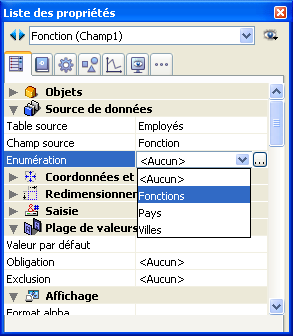 Liste des propriétés
Fonction (Champ1)
Objets
Source de données
Table source Employés
Champ source Fonction
Enumération <Aucun> ...
<Aucun>
Coordonnées et
Fonctions
Redimensionner
Pays
Saisie
Villes
Plage de valeurs
Valeur par défaut
Obligation <Aucun>
Exclusion <Aucun>
Affichage
Format alpha